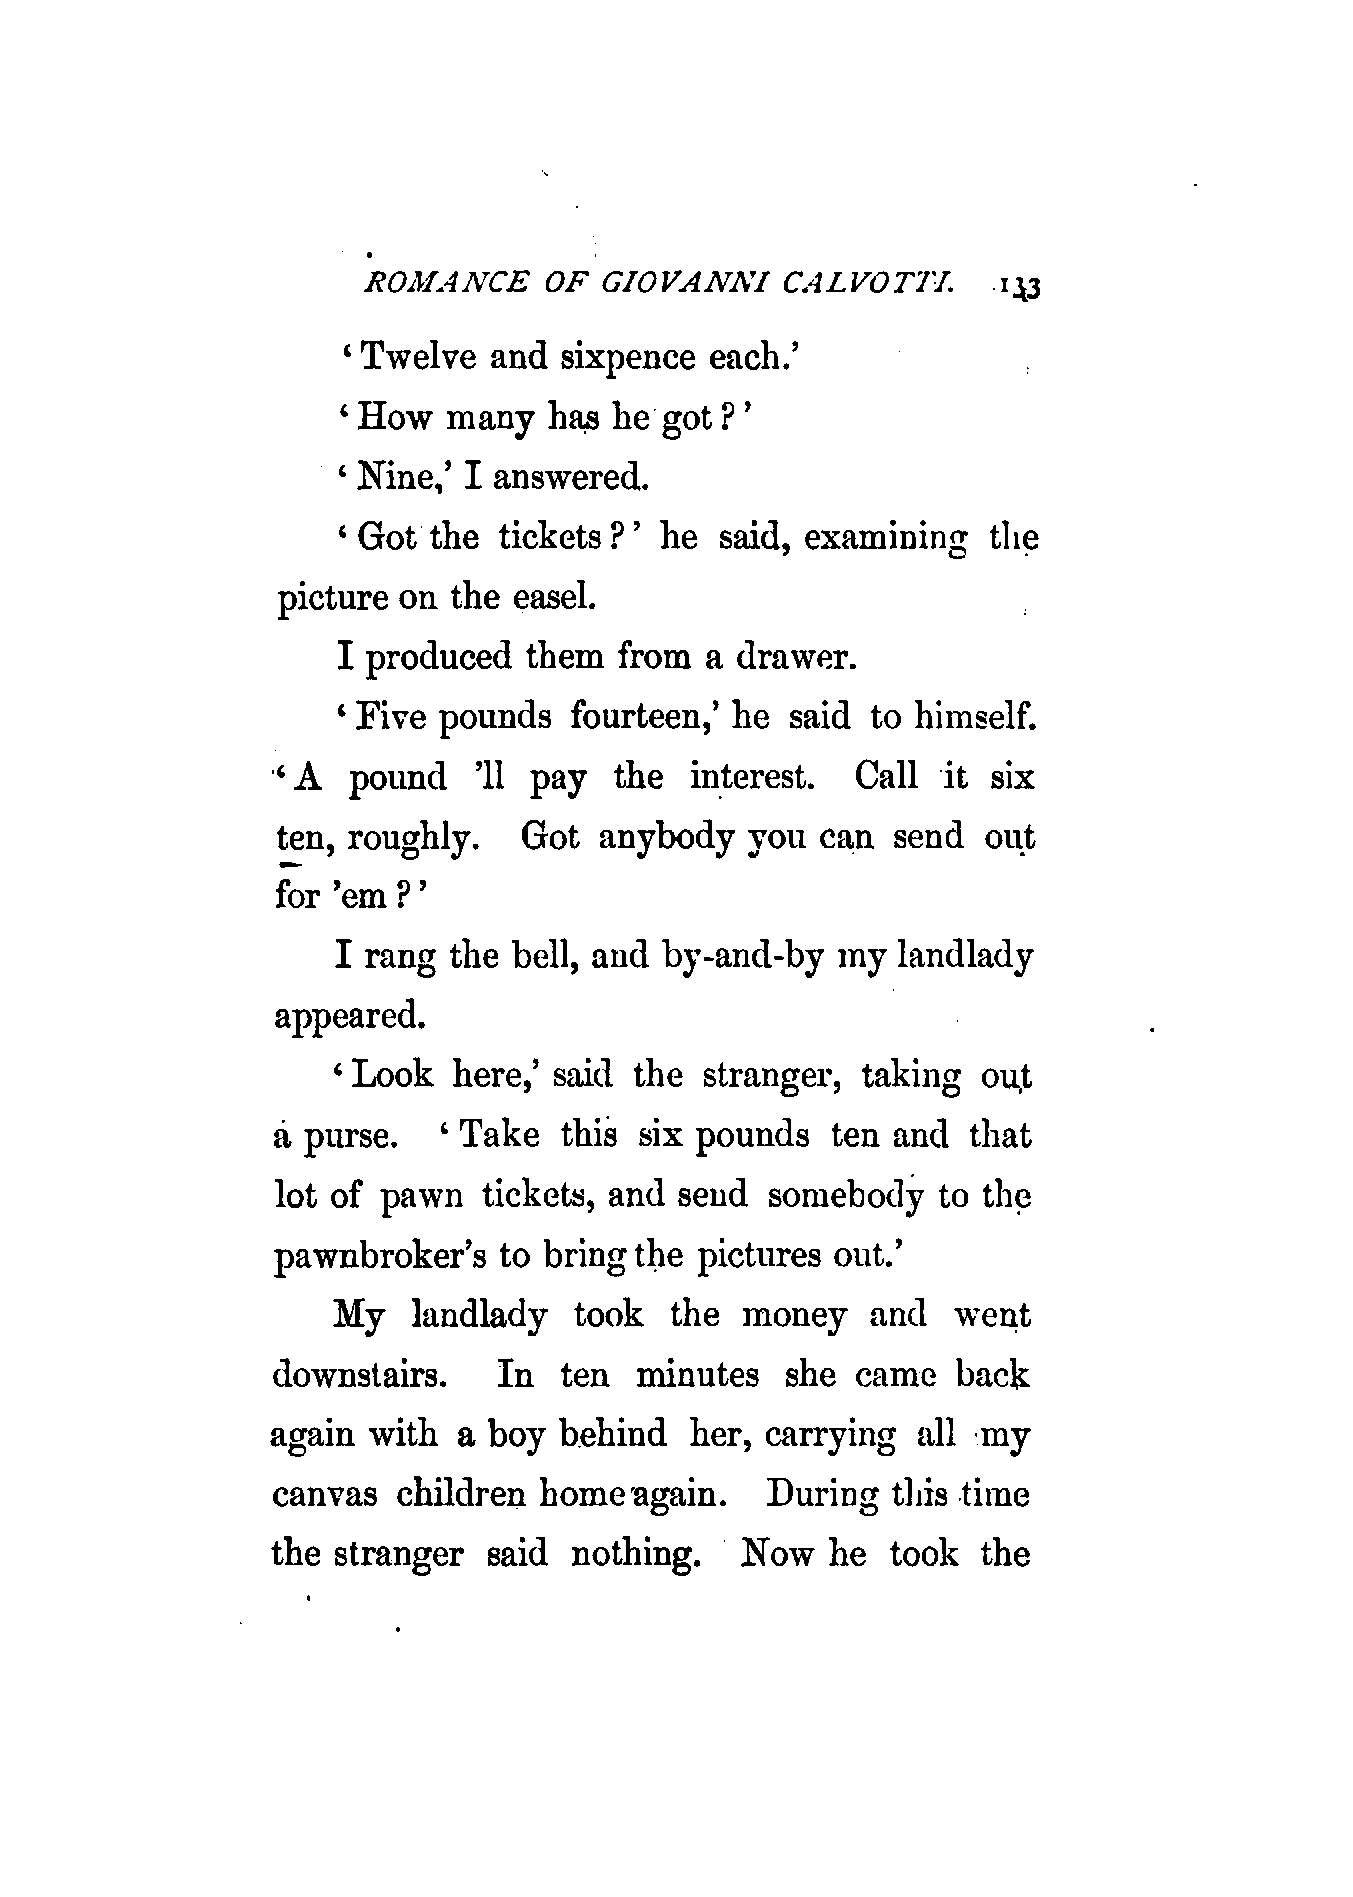 ROMANCE OF GIOVANNI CALVOTTI. 133
‘Twelve and sixpence each.’
‘How many has he got?’
‘Nine,’ I answered.
‘Got the tickets?’ he said, examining the
picture on the easel.
I produced them from a drawer.
‘Five pounds fourteen,’ he said to himself.
‘A pound ’ll pay the interest. Call it six
ten, roughly. Got anybody you can send out
for ’em?’
I rang the bell, and by-and-by my landlady
appeared.
‘Look here,’ said the stranger, taking out
a purse. ‘Take this six pounds ten and that
lot of pawn tickets, and send somebody to the
pawnbroker’s to bring the pictures out.’
My landlady took the money and went
downstairs. In ten minutes she came back
again with a boy behind her, carrying all my
canvas children home again. During this time
the stranger said nothing. Now he took the